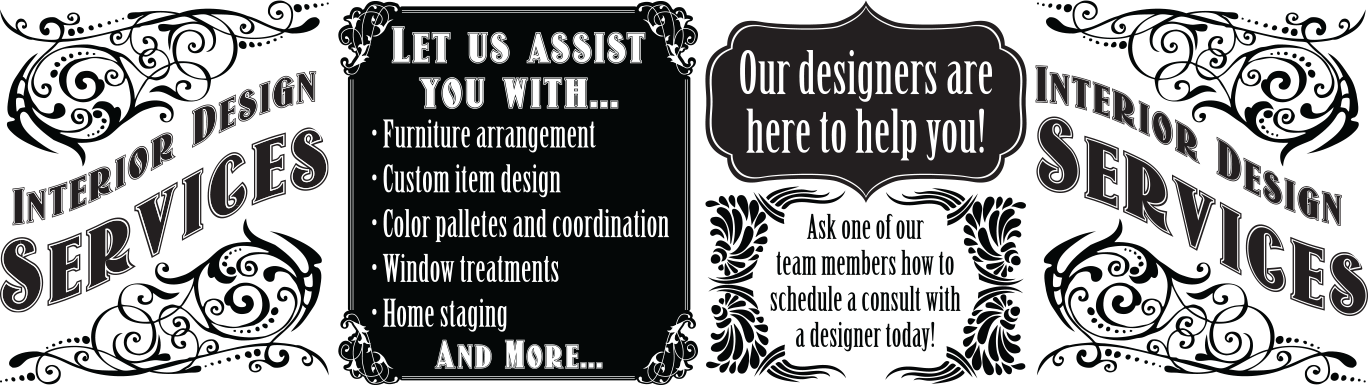 INTERIOR DESIGN
SERVICES
LET US ASSIST
YOU WITH...
• Furniture arrangement
• Custom item design
• Color palletes and coordination
• Window treatments
• Home staging
AND MORE...
Our designers are
here to help you!
Ask one of our
team members how to
schedule a consult with
a designer today!
INTERIOR DESIGN
SERVICES